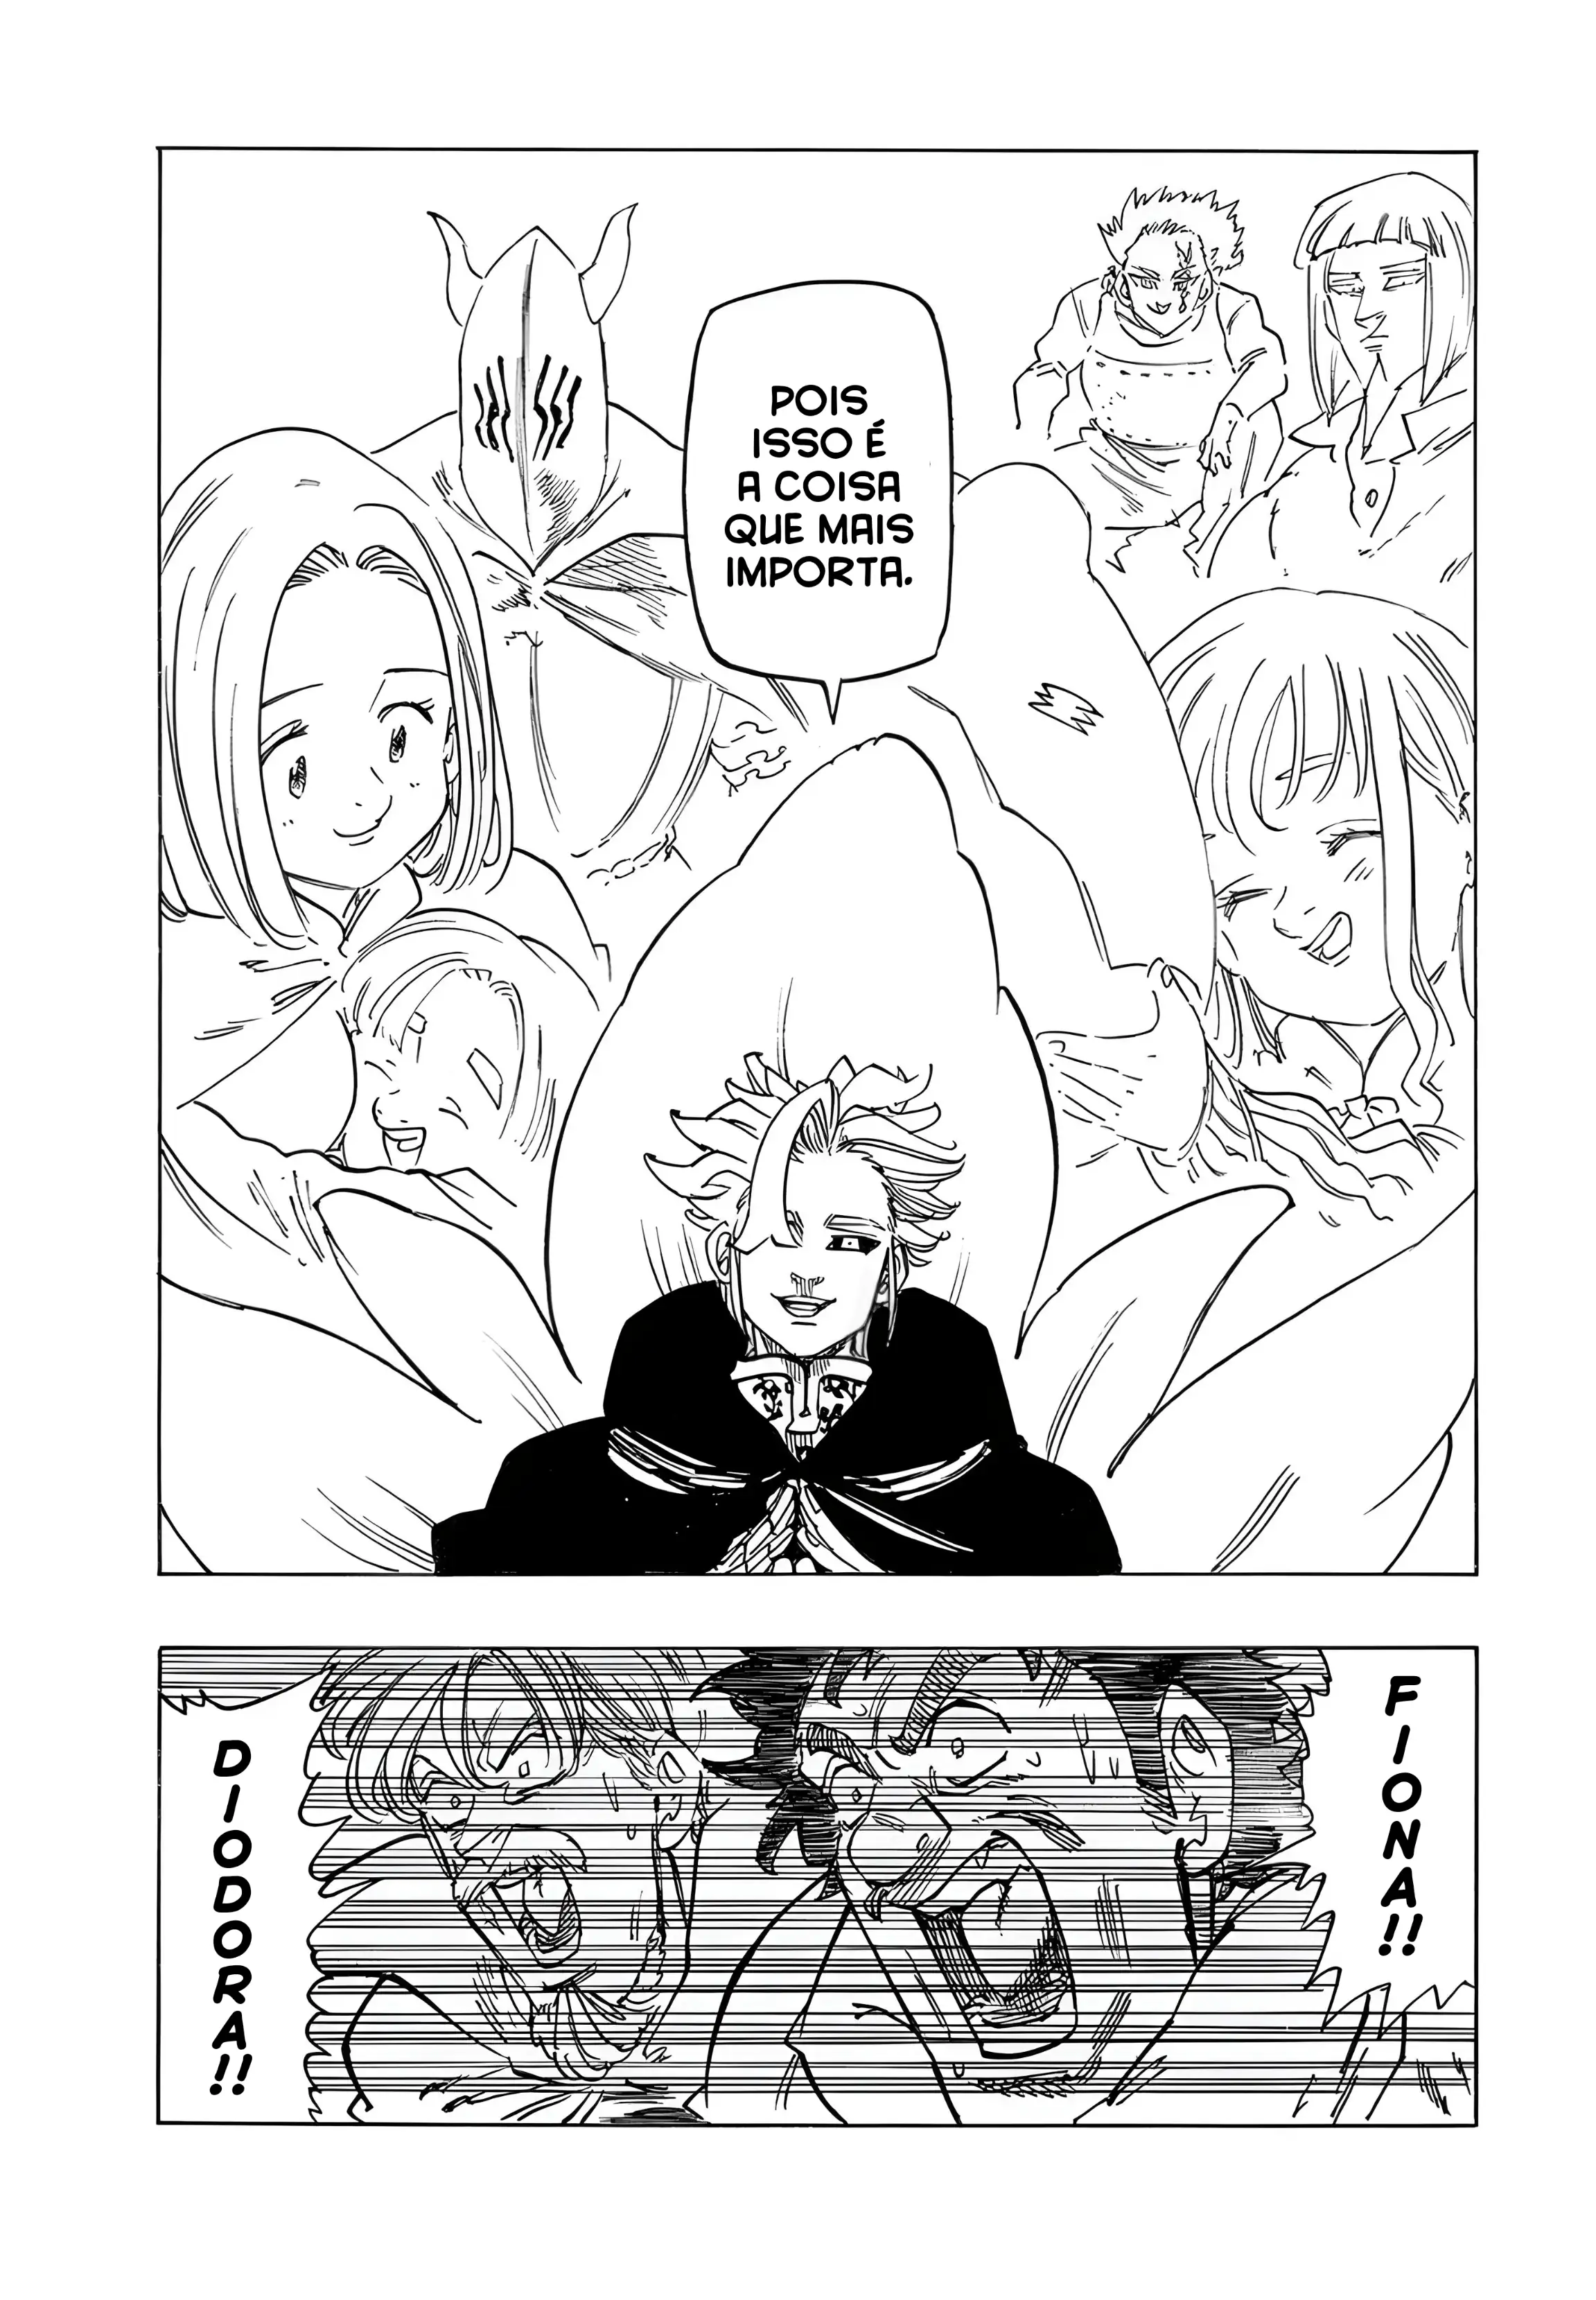 POIS
ISSO É
A COISA
QUE MAIS
IMPORTA.
FIONA!!
DIODORA!!